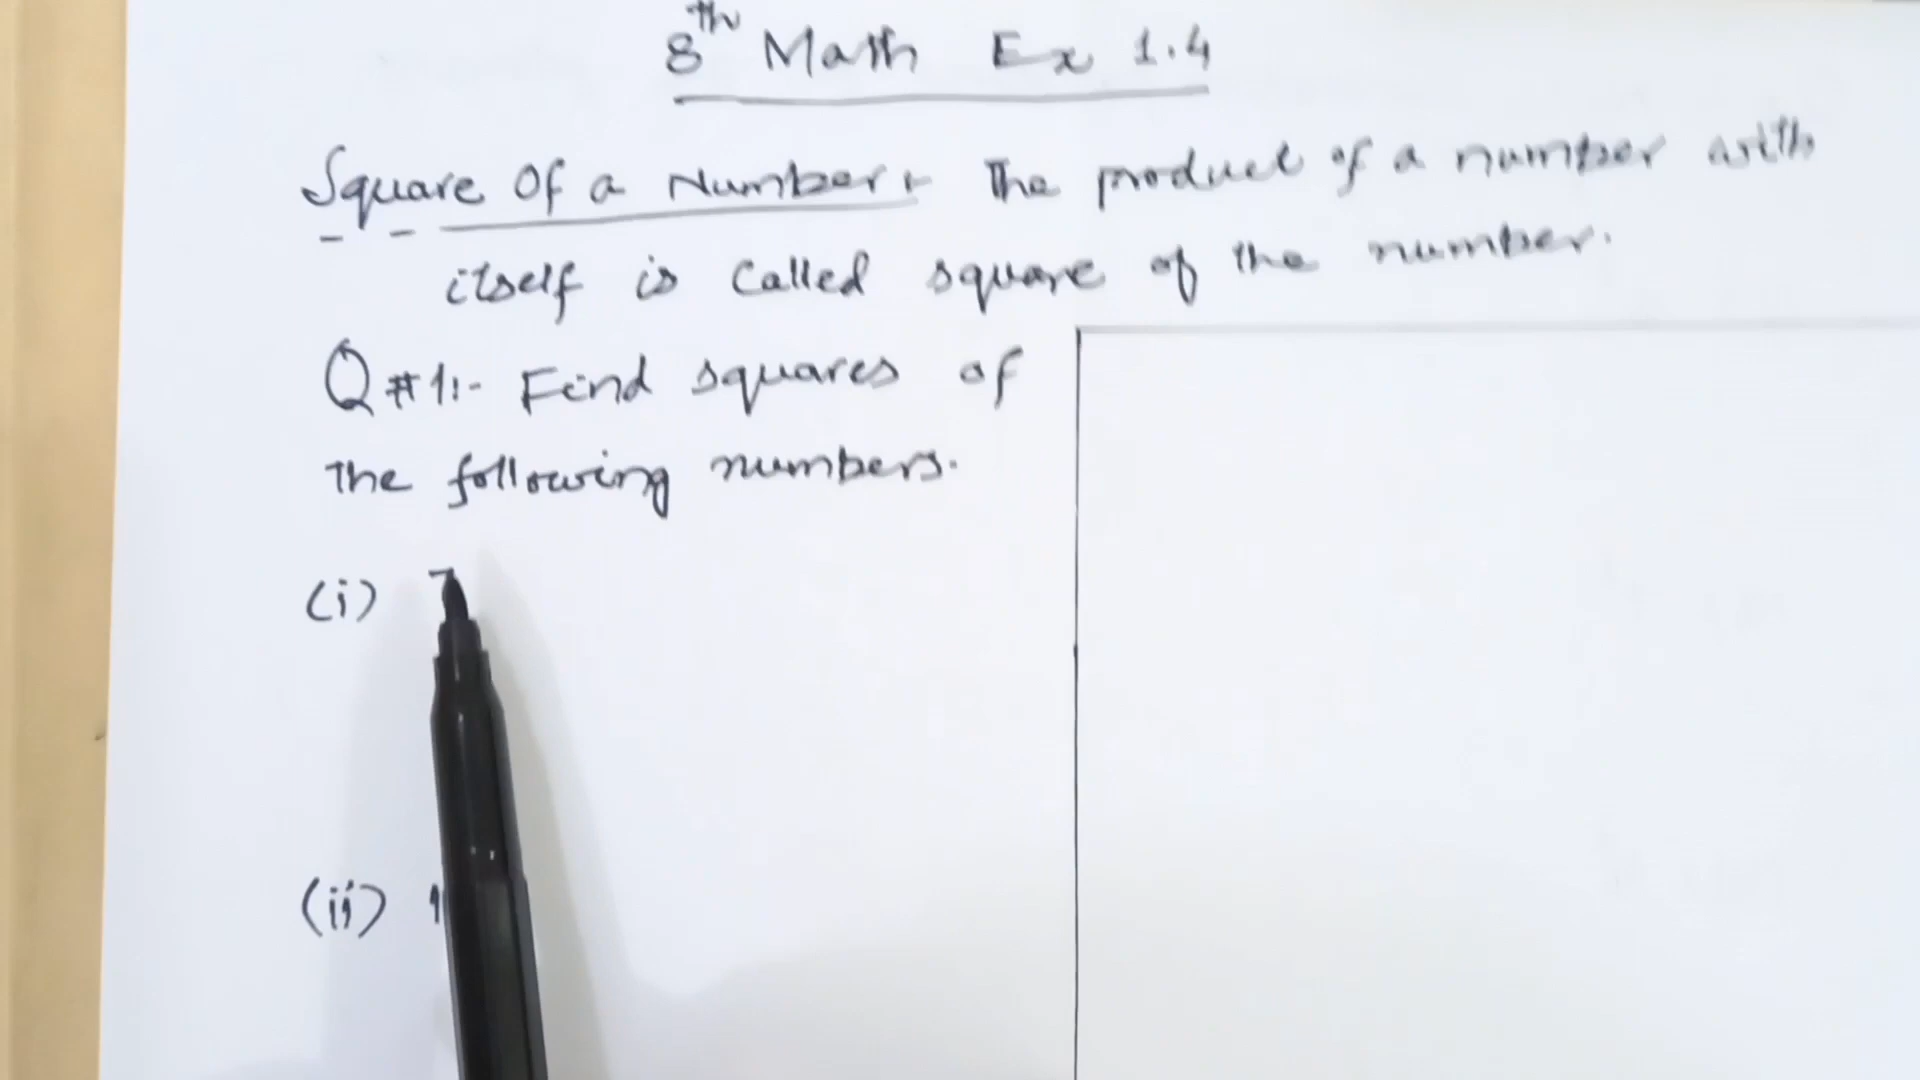 8th Math Ex 1.4
Square Of a Number:- The product of a number with
itself is called square of the number.
Q#1:- Find squares of
the following numbers.
(i)
(ii)